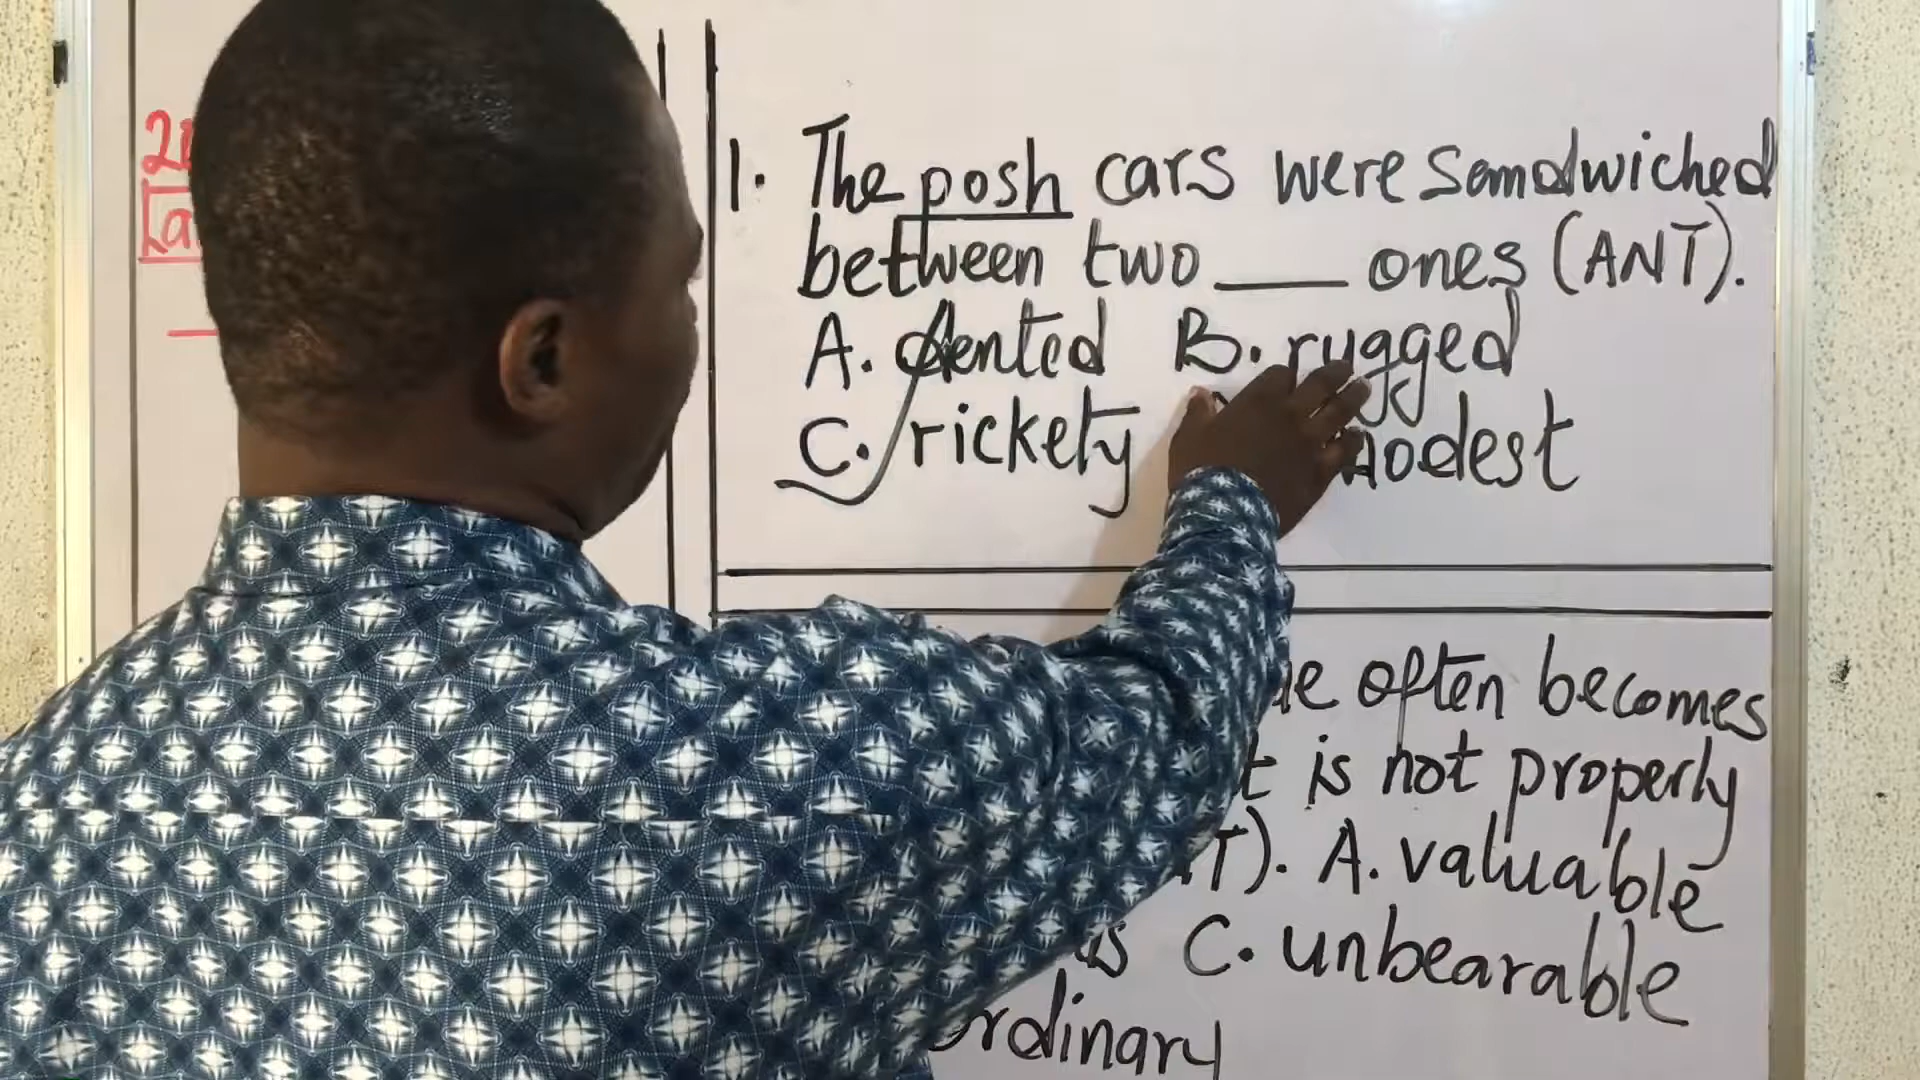 1. The posh cars were sandwiched
between two ___ ones (ANT).
A. dented B. rugged
C. rickety modest
often becomes
is not properly
A. valuable
C. unbearable
ordinary